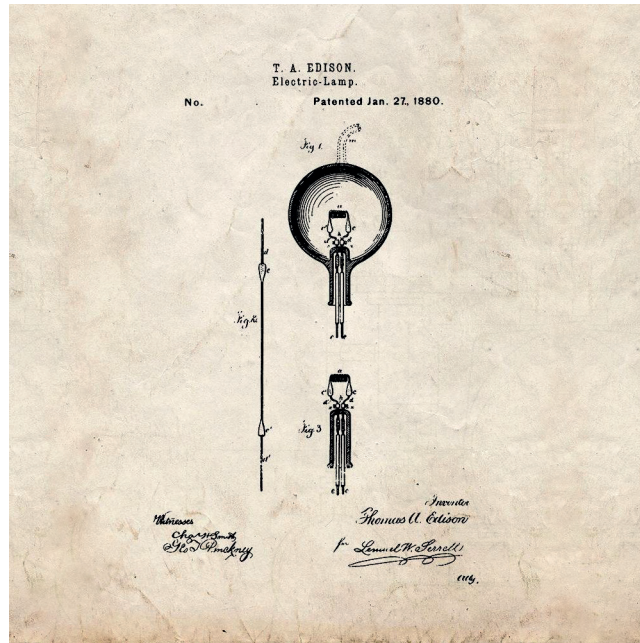 T. A. EDISON.
Electric-Lamp.
No. Patented Jan. 27, 1880.
Fig 1.
Fig 2.
Fig 3
Witnesses
Chas H Smith
Geo T Pinckney
Inventor
Thomas A. Edison
for Lemuel W. Serrell
atty.